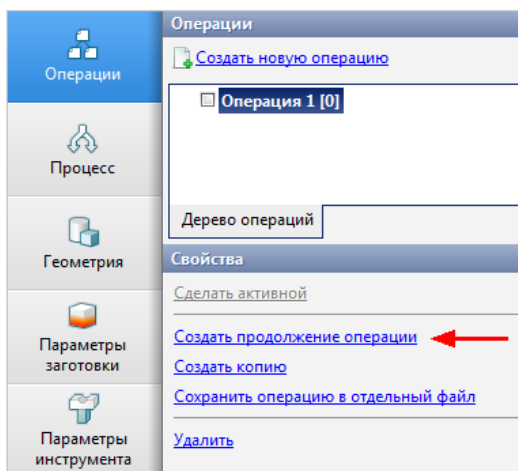 Операции
Процесс
Геометрия
Параметры
заготовки
Параметры
инструмента
Операции
Создать новую операцию
Операция 1 [0]
Дерево операций
Свойства
Сделать активной
Создать продолжение операции
Создать копию
Сохранить операцию в отдельный файл
Удалить